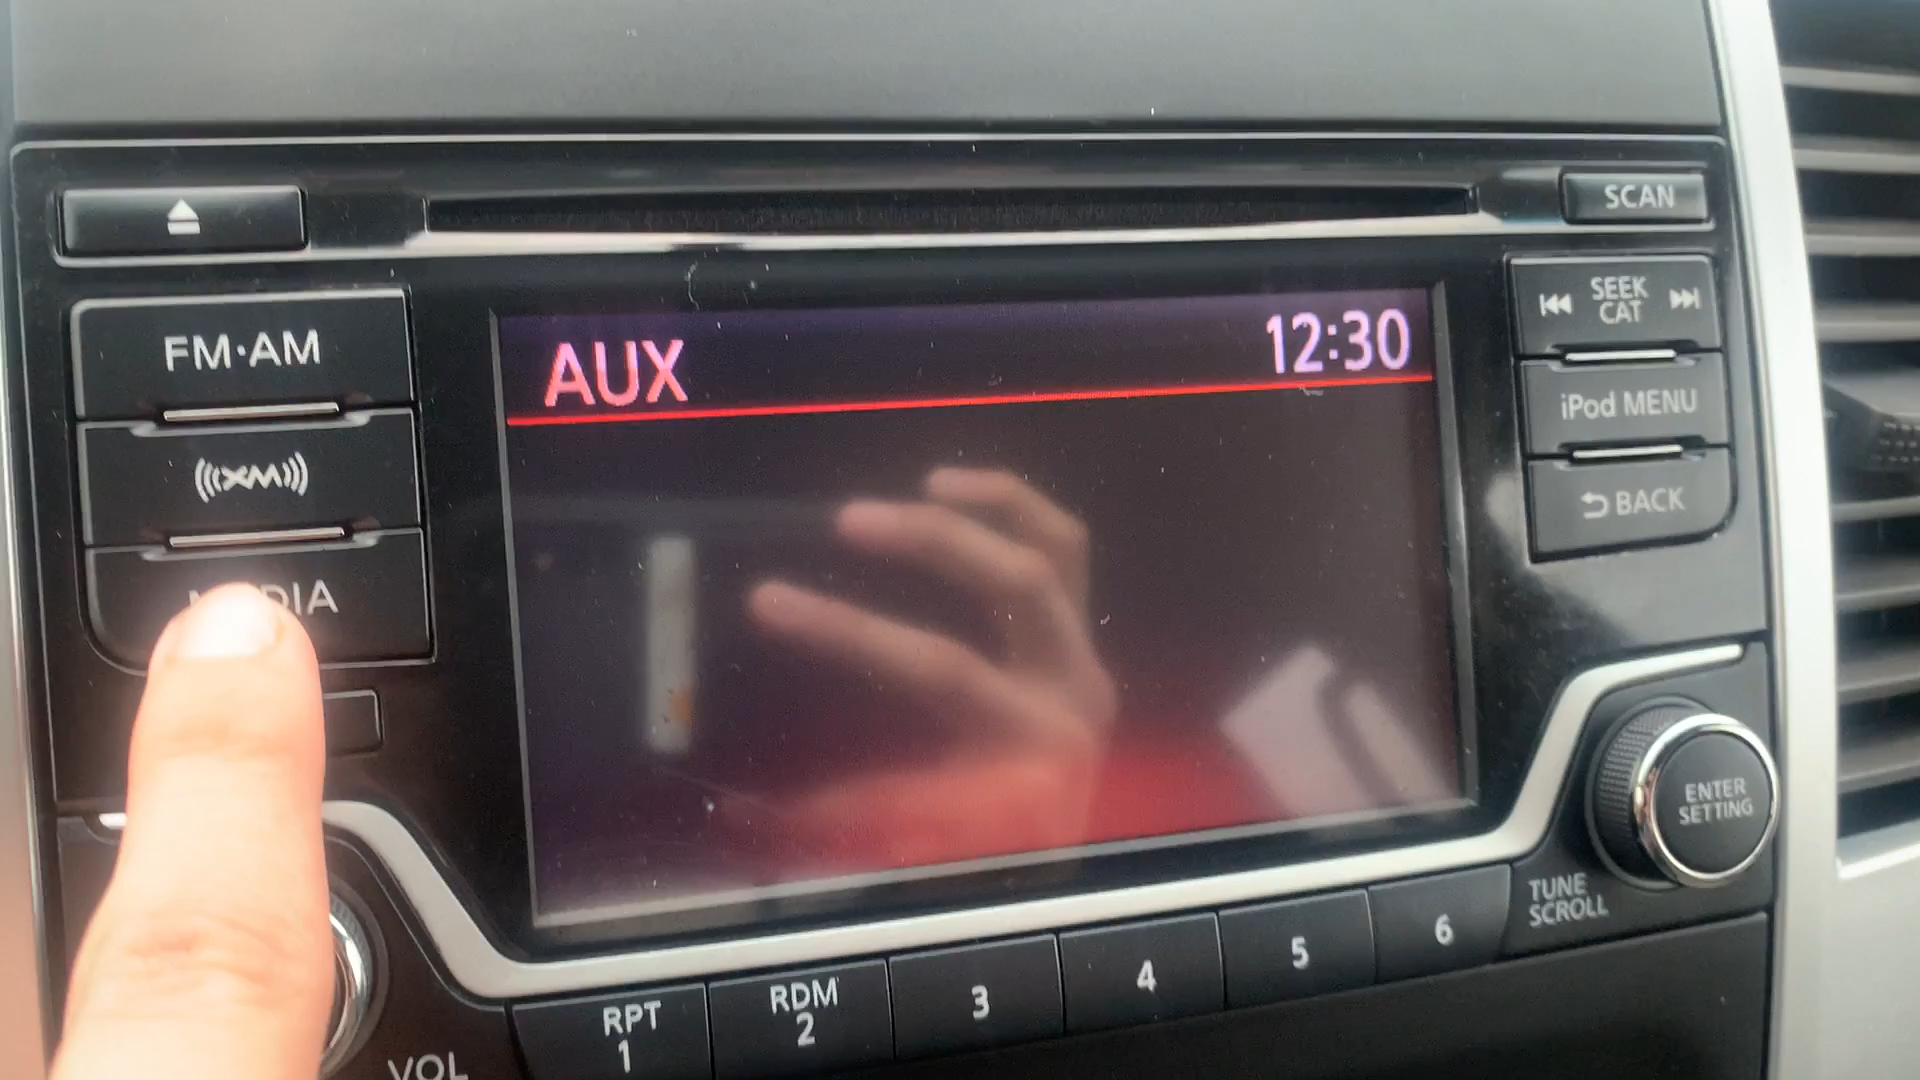 SCAN
FM·AM
AUX
12:30
SEEK
CAT
XM
iPod MENU
BACK
MEDIA
ENTER
SETTING
TUNE
SCROLL
VOL
RPT
1
RDM
2
3
4
5
6